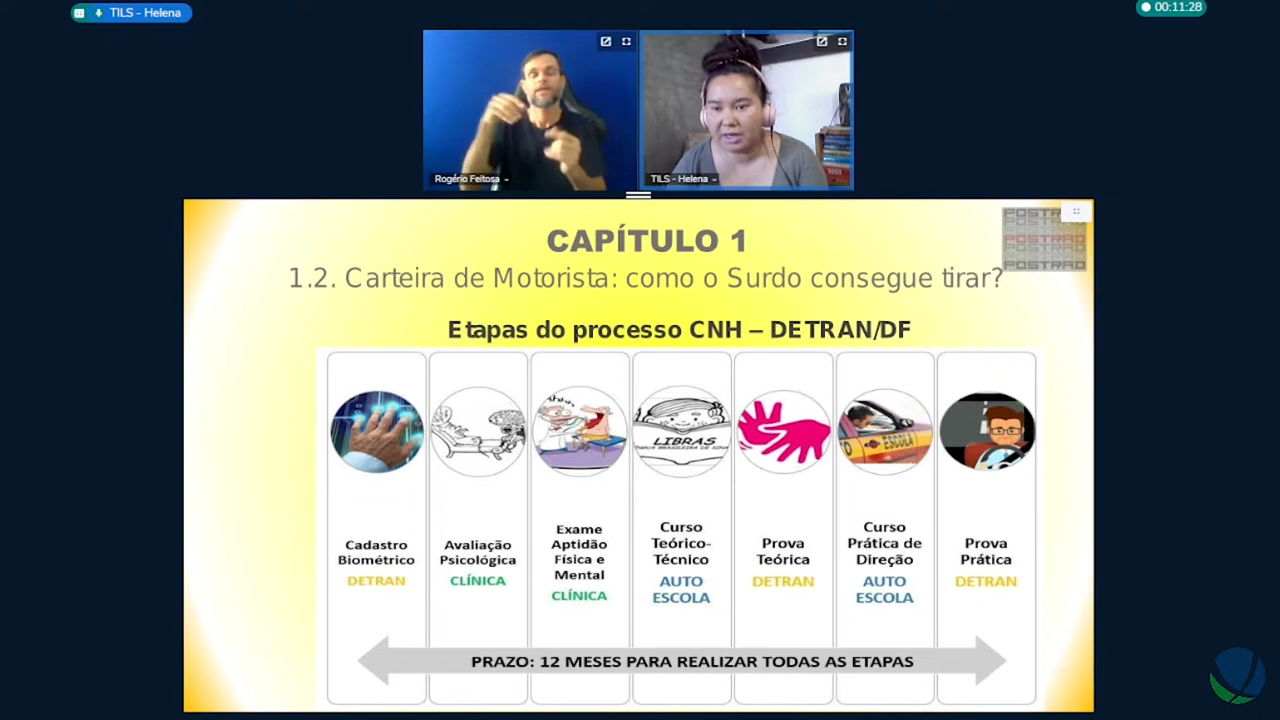 TILS - Helena
00:11:28
Rogério Feitosa
TILS - Helena
POSTRAD
POSTRAD
POSTRAD
CAPÍTULO 1
1.2. Carteira de Motorista: como o Surdo consegue tirar?
Etapas do processo CNH – DETRAN/DF
LIBRAS
ESCOLA
Cadastro
Biométrico
DETRAN
Avaliação
Psicológica
CLÍNICA
Exame
Aptidão
Física e
Mental
CLÍNICA
Curso
Teórico-
Técnico
AUTO
ESCOLA
Prova
Teórica
DETRAN
Curso
Prática de
Direção
AUTO
ESCOLA
Prova
Prática
DETRAN
PRAZO: 12 MESES PARA REALIZAR TODAS AS ETAPAS